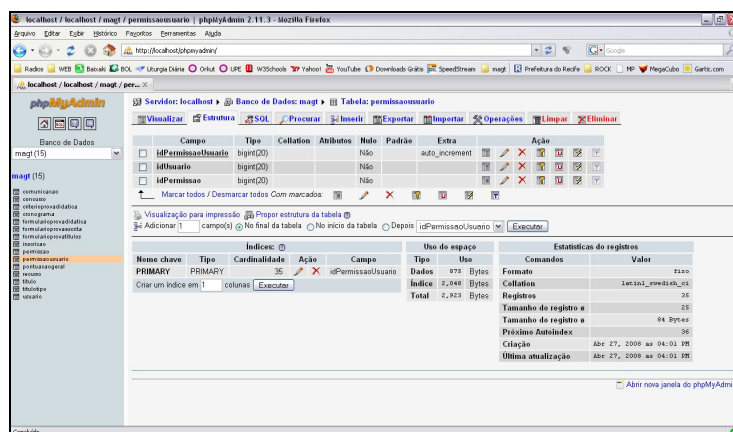 localhost / localhost / magt / permissaousuario | phpMyAdmin 2.11.3 - Mozilla Firefox
Arquivo Editar Exibir Histórico Favoritos Ferramentas Ajuda
http://localhost/phpmyadmin/
Google
Rádios WEB Baixaki BOL Liturgia Diária Orkut UPE W3Schools Yahoo! YouTube Downloads Grátis SpeedStream magt Prefeitura do Recife ROCK MP MegaCubo Gartic.com
localhost / localhost / magt / per...
phpMyAdmin
Banco de Dados
magt (15)
magt (15)
comunicacao
concurso
criterioprovadidatica
cronograma
formularioprovadidatica
formularioprovaescrita
formularioprovatitulos
inscricao
permissao
permissaousuario
pontuacaogeral
recurso
titulo
titulotipo
usuario
Servidor: localhost Banco de Dados: magt Tabela: permissaousuario
Visualizar Estrutura SQL Procurar Inserir Exportar Importar Operações Limpar Eliminar
Campo Tipo Collation Atributos Nulo Padrão Extra Ação
idPermissaoUsuario bigint(20) Não auto_increment
idUsuario bigint(20) Não
idPermissao bigint(20) Não
Marcar todos / Desmarcar todos Com marcados:
Visualização para impressão Propor estrutura da tabela
Adicionar 1 campo(s) No final da tabela No início da tabela Depois idPermissaoUsuario Executar
Índices:
Nome chave Tipo Cardinalidade Ação Campo
PRIMARY PRIMARY 35 idPermissaoUsuario
Criar um índice em 1 colunas Executar
Uso do espaço
Tipo Uso
Dados 875 Bytes
Índice 2,048 Bytes
Total 2,923 Bytes
Estatísticas do registros
Comandos Valor
Formato fixo
Collation latin1_swedish_ci
Registros 35
Tamanho do registro ø 25
Tamanho do registro ø 84 Bytes
Próximo Autoindex 36
Criação Abr 27, 2008 as 04:01 PM
Última atualização Abr 27, 2008 as 04:01 PM
Abrir nova janela do phpMyAdmi
Concluído